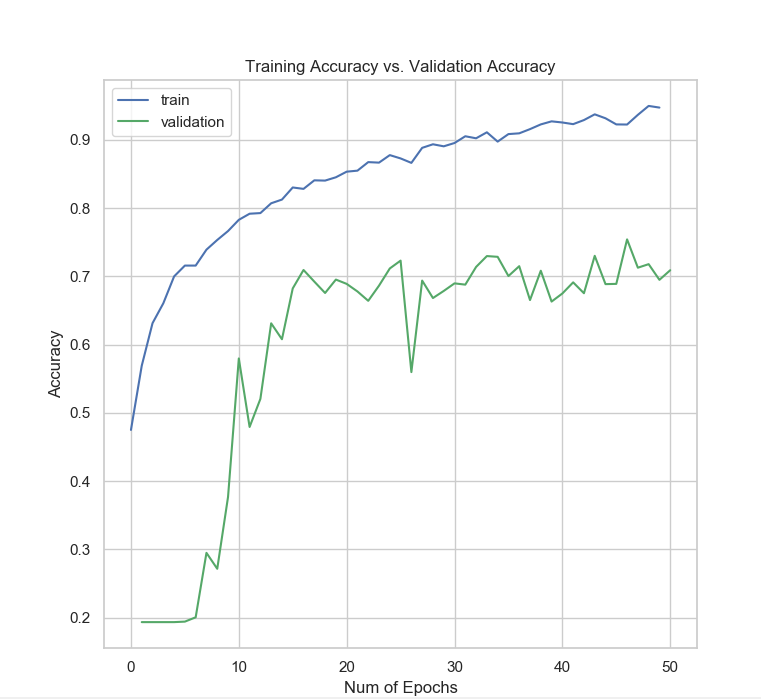 Training Accuracy vs. Validation Accuracy
train
validation
0.9
0.8
0.7
0.6
0.5
0.4
0.3
0.2
Accuracy
0 10 20 30 40 50
Num of Epochs